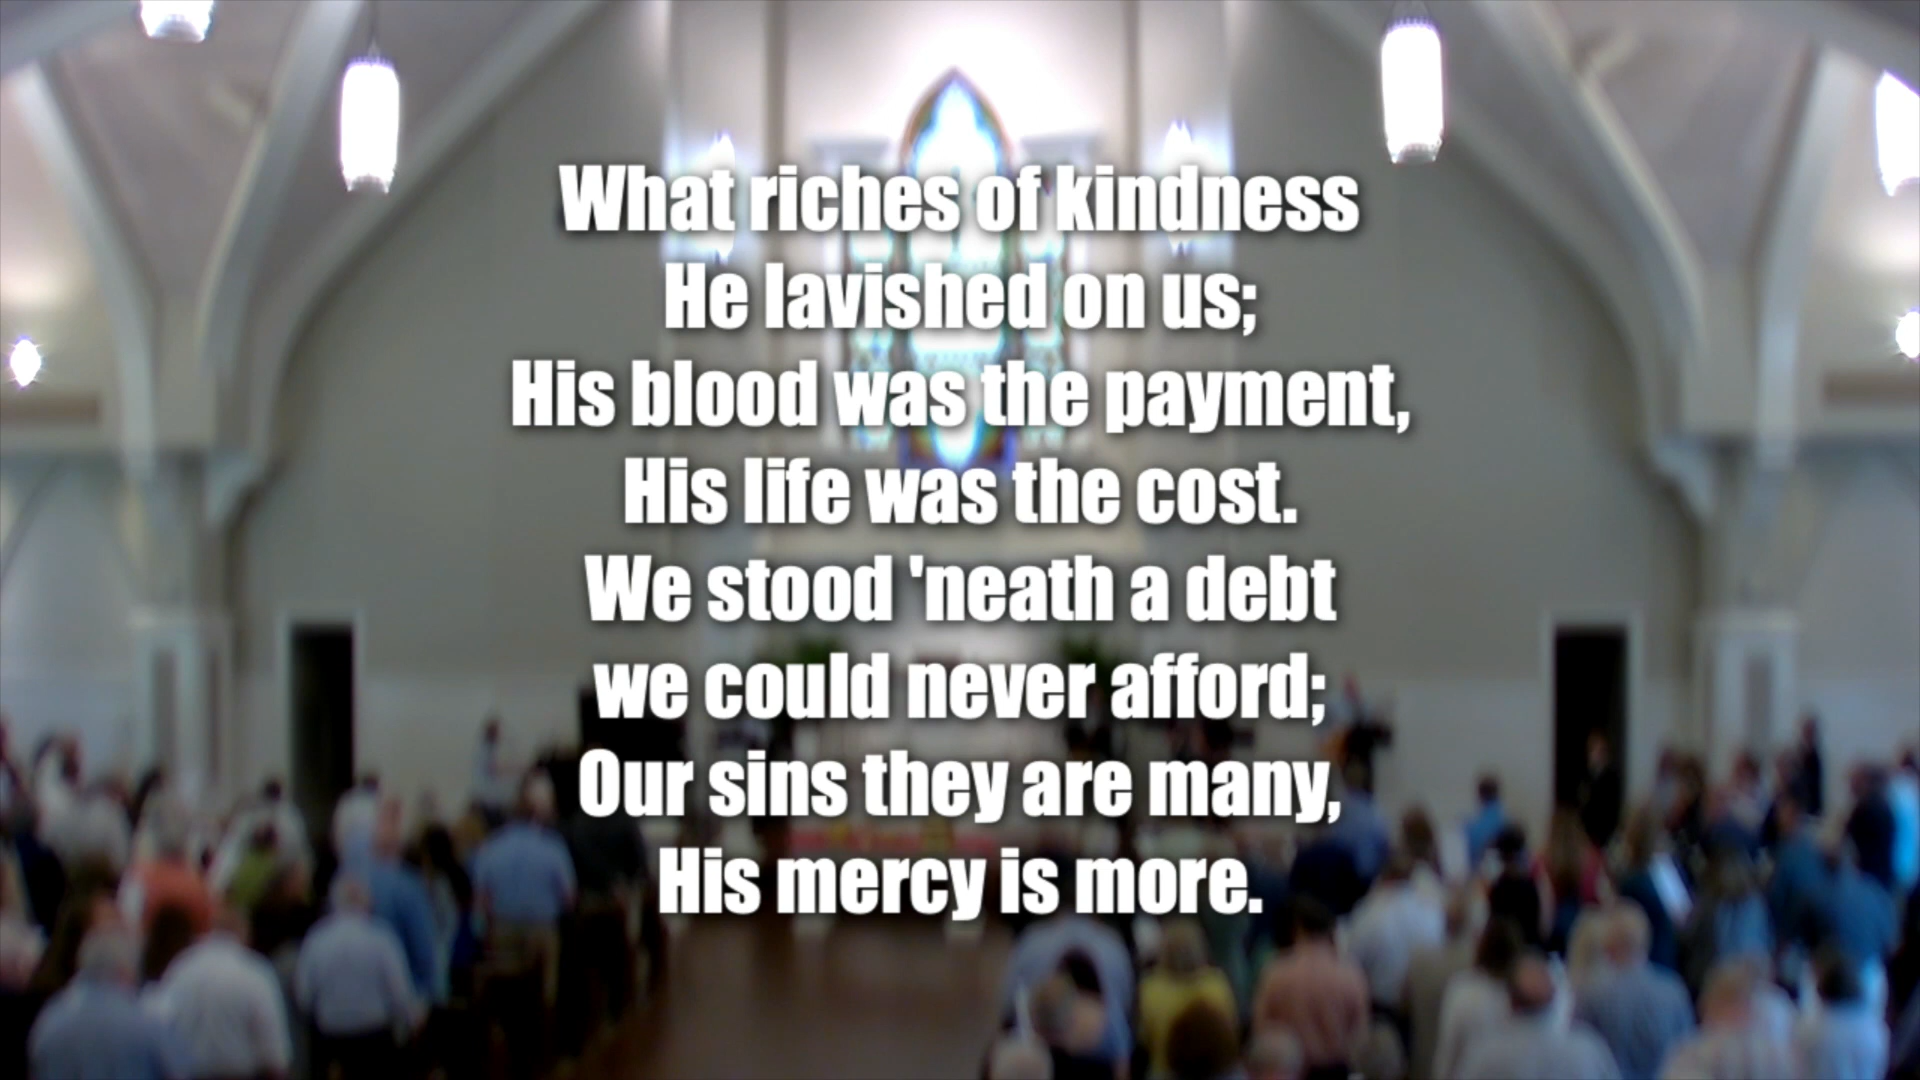 What riches of kindness
He lavished on us;
His blood was the payment,
His life was the cost.
We stood 'neath a debt
we could never afford;
Our sins they are many,
His mercy is more.